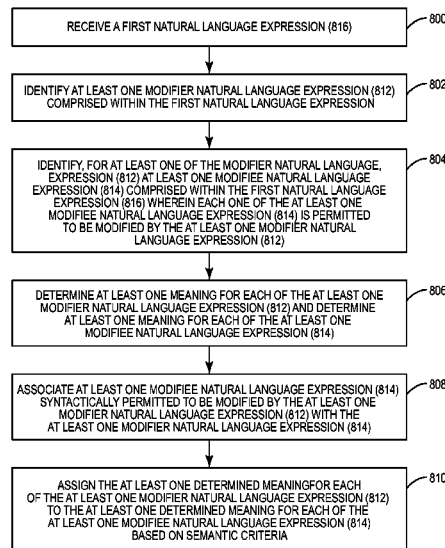 RECEIVE A FIRST NATURAL LANGUAGE EXPRESSION (816)
800
IDENTIFY AT LEAST ONE MODIFIER NATURAL LANGUAGE EXPRESSION (812)
COMPRISED WITHIN THE FIRST NATURAL LANGUAGE EXPRESSION
802
IDENTIFY, FOR AT LEAST ONE OF THE MODIFIER NATURAL LANGUAGE,
EXPRESSION (812) AT LEAST ONE MODIFIEE NATURAL LANGUAGE
EXPRESSION (814) COMPRISED WITHIN THE FIRST NATURAL LANGUAGE
EXPRESSION (816) WHEREIN EACH ONE OF THE AT LEAST ONE
MODIFIEE NATURAL LANGUAGE EXPRESSION (814) IS PERMITTED
TO BE MODIFIED BY THE AT LEAST ONE MODIFIER NATURAL
LANGUAGE EXPRESSION (812)
804
DETERMINE AT LEAST ONE MEANING FOR EACH OF THE AT LEAST ONE
MODIFIER NATURAL LANGUAGE EXPRESSION (812) AND DETERMINE
AT LEAST ONE MEANING FOR EACH OF THE AT LEAST ONE
MODIFIEE NATURAL LANGUAGE EXPRESSION (814)
806
ASSOCIATE AT LEAST ONE MODIFIEE NATURAL LANGUAGE EXPRESSION (814)
SYNTACTICALLY PERMITTED TO BE MODIFIED BY THE AT LEAST ONE
MODIFIER NATURAL LANGUAGE EXPRESSION (812) WITH THE
AT LEAST ONE MODIFIER NATURAL LANGUAGE EXPRESSION (814)
808
ASSIGN THE AT LEAST ONE DETERMINED MEANINGFOR EACH
OF THE AT LEAST ONE MODIFIER NATURAL LANGUAGE EXPRESSION (812)
TO THE AT LEAST ONE DETERMINED MEANING FOR EACH OF THE
AT LEAST ONE MODIFIEE NATURAL LANGUAGE EXPRESSION (814)
BASED ON SEMANTIC CRITERIA
810